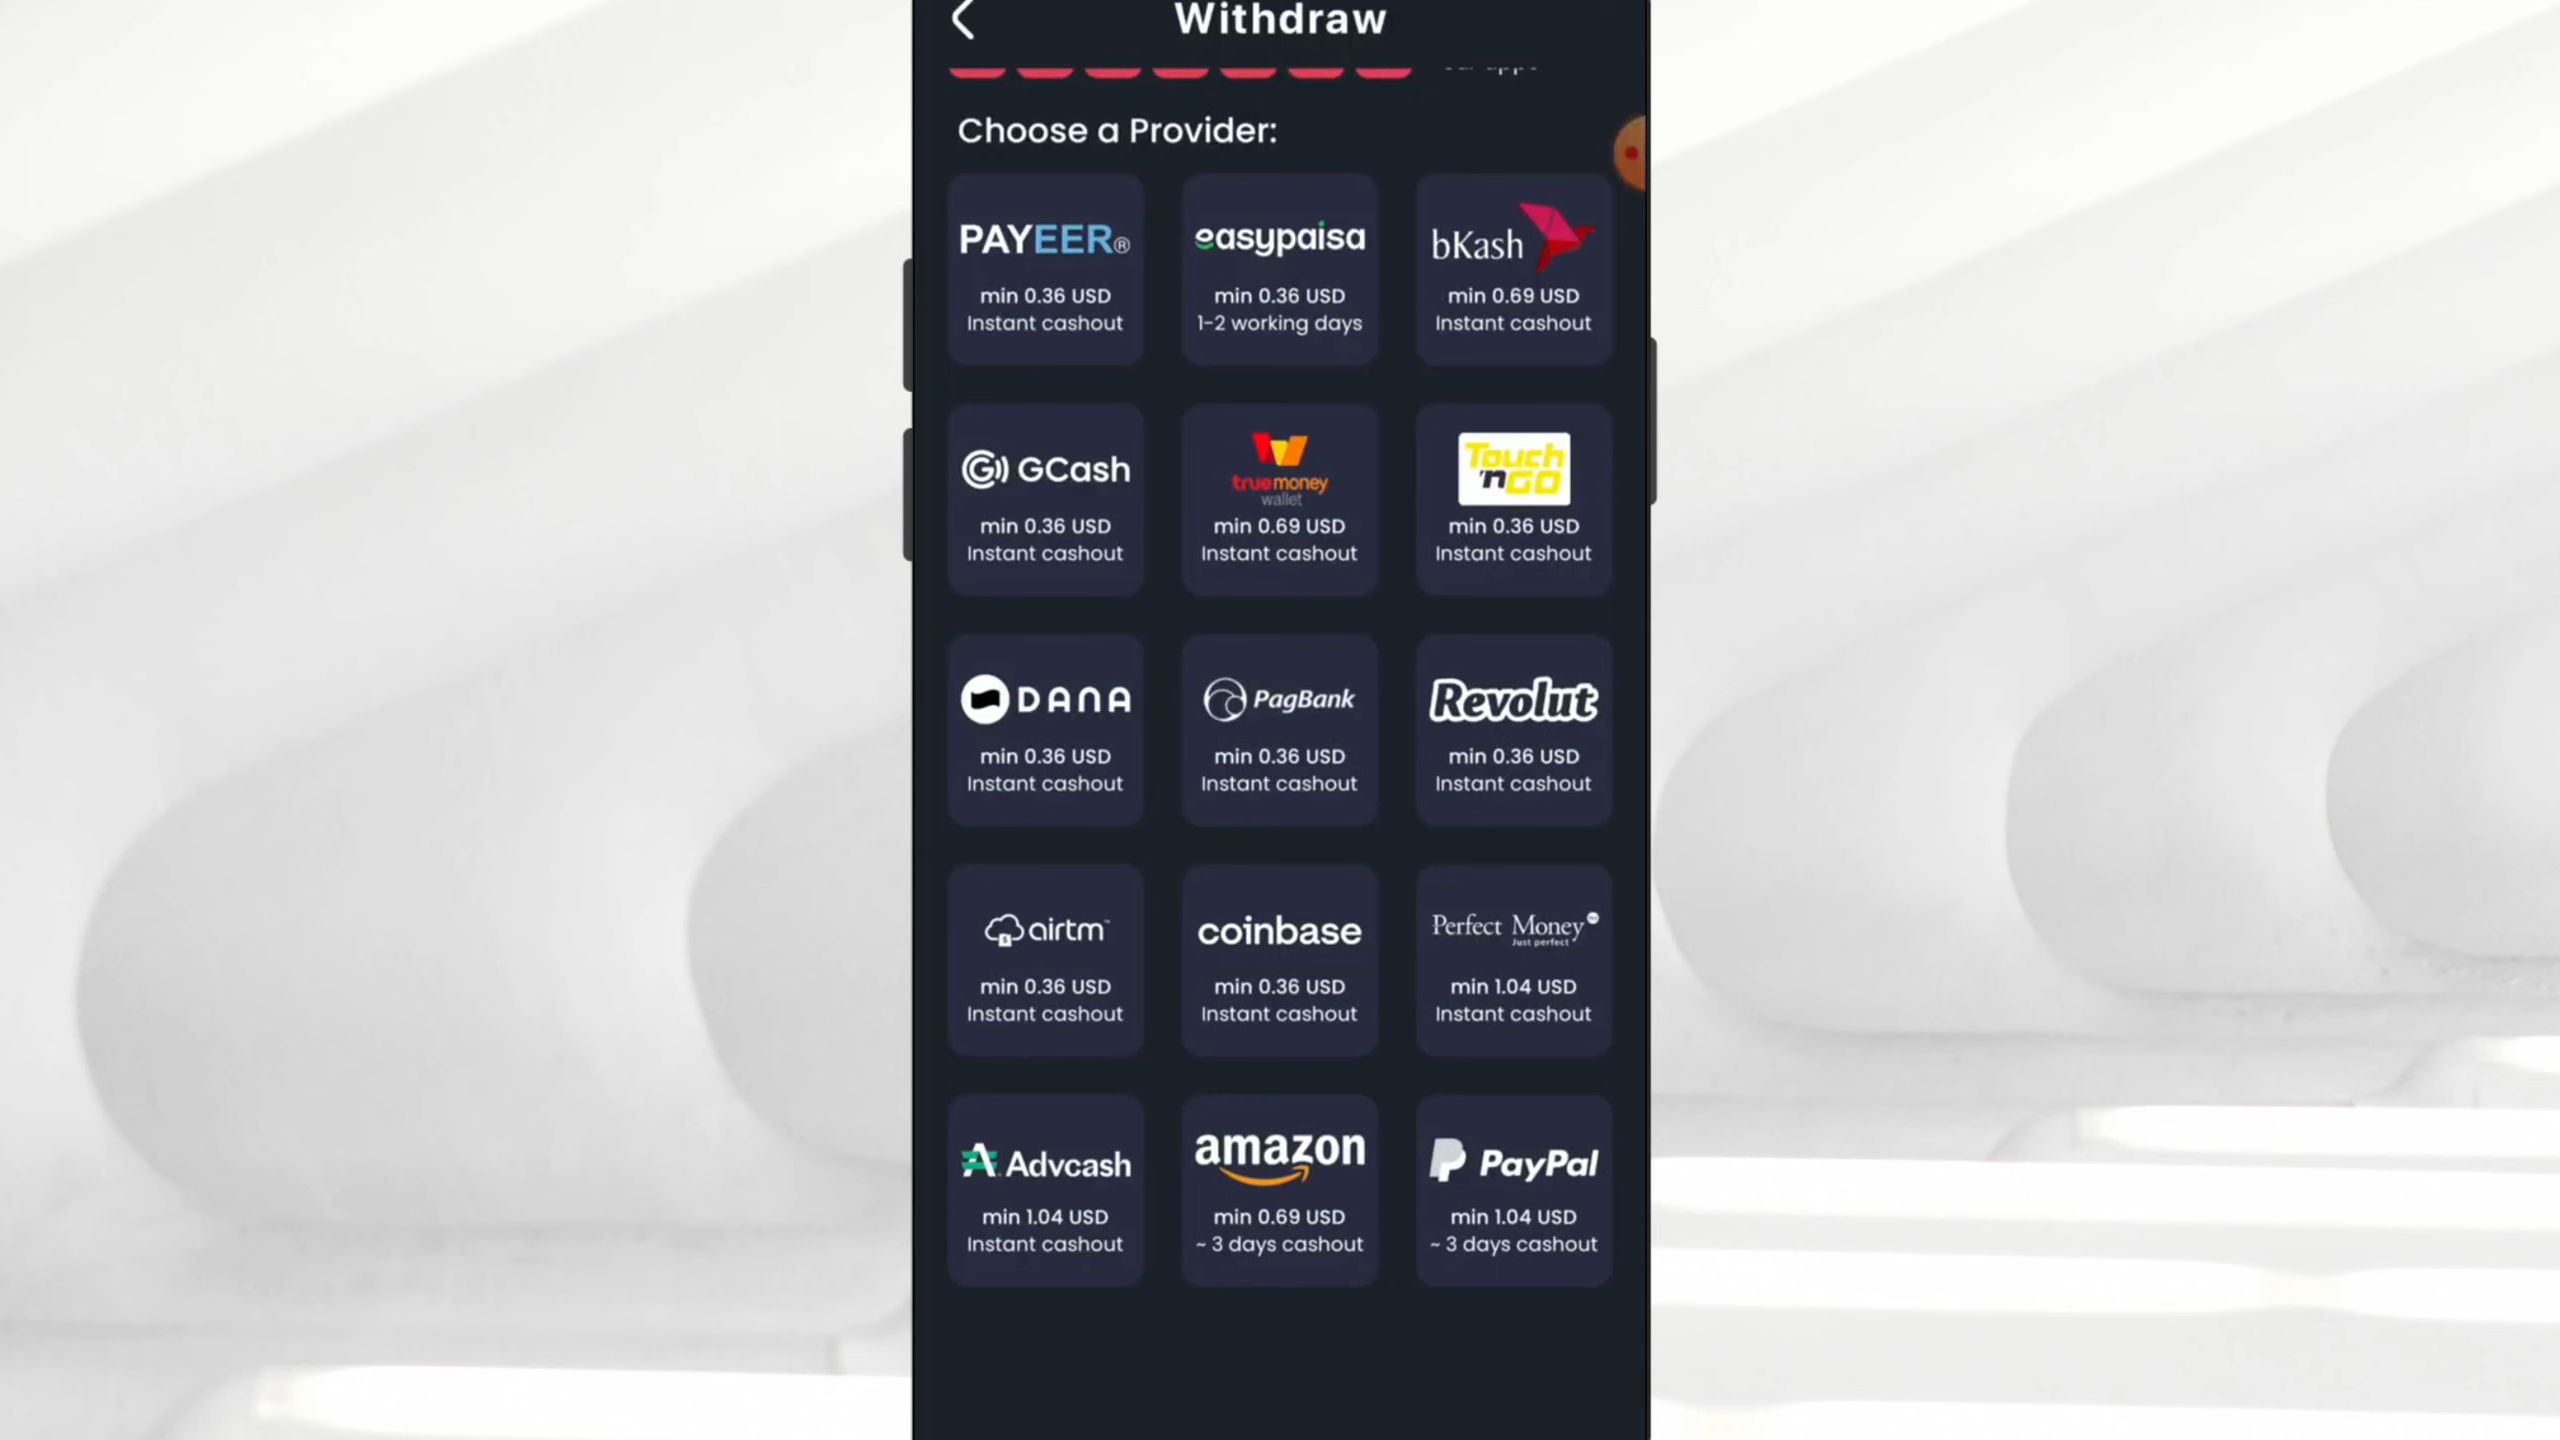 Withdraw
Choose a Provider:
PAYEER®
min 0.36 USD
Instant cashout
easypaisa
min 0.36 USD
1-2 working days
bKash
min 0.69 USD
Instant cashout
GCash
min 0.36 USD
Instant cashout
truemoney
wallet
min 0.69 USD
Instant cashout
Touch
'n GO
min 0.36 USD
Instant cashout
DANA
min 0.36 USD
Instant cashout
PagBank
min 0.36 USD
Instant cashout
Revolut
min 0.36 USD
Instant cashout
airtm™
min 0.36 USD
Instant cashout
coinbase
min 0.36 USD
Instant cashout
Perfect Money
Just perfect
min 1.04 USD
Instant cashout
Advcash
min 1.04 USD
Instant cashout
amazon
min 0.69 USD
~ 3 days cashout
PayPal
min 1.04 USD
~ 3 days cashout